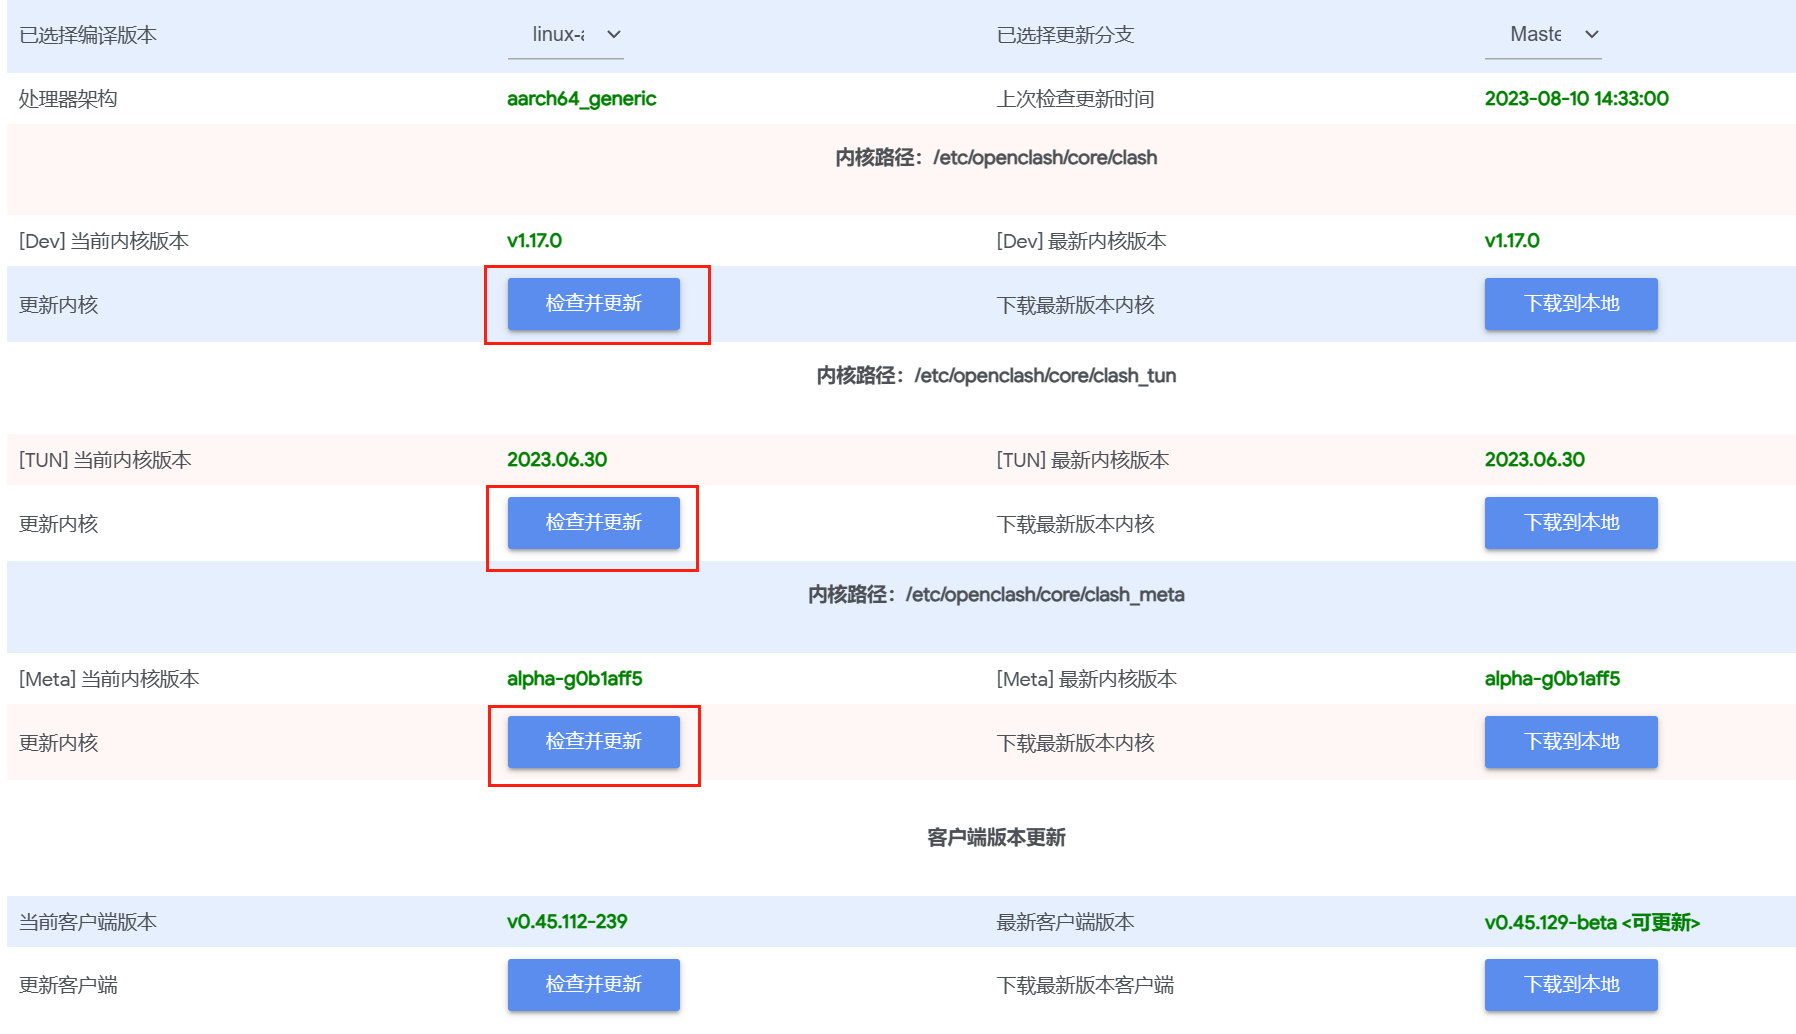 已选择编译版本 linux-a 已选择更新分支 Maste
处理器架构 aarch64_generic 上次检查更新时间 2023-08-10 14:33:00
内核路径：/etc/openclash/core/clash
[Dev] 当前内核版本 v1.17.0 [Dev] 最新内核版本 v1.17.0
更新内核 检查并更新 下载最新版本内核 下载到本地
内核路径：/etc/openclash/core/clash_tun
[TUN] 当前内核版本 2023.06.30 [TUN] 最新内核版本 2023.06.30
更新内核 检查并更新 下载最新版本内核 下载到本地
内核路径：/etc/openclash/core/clash_meta
[Meta] 当前内核版本 alpha-g0b1aff5 [Meta] 最新内核版本 alpha-g0b1aff5
更新内核 检查并更新 下载最新版本内核 下载到本地
客户端版本更新
当前客户端版本 v0.45.112-239 最新客户端版本 v0.45.129-beta <可更新>
更新客户端 检查并更新 下载最新版本客户端 下载到本地